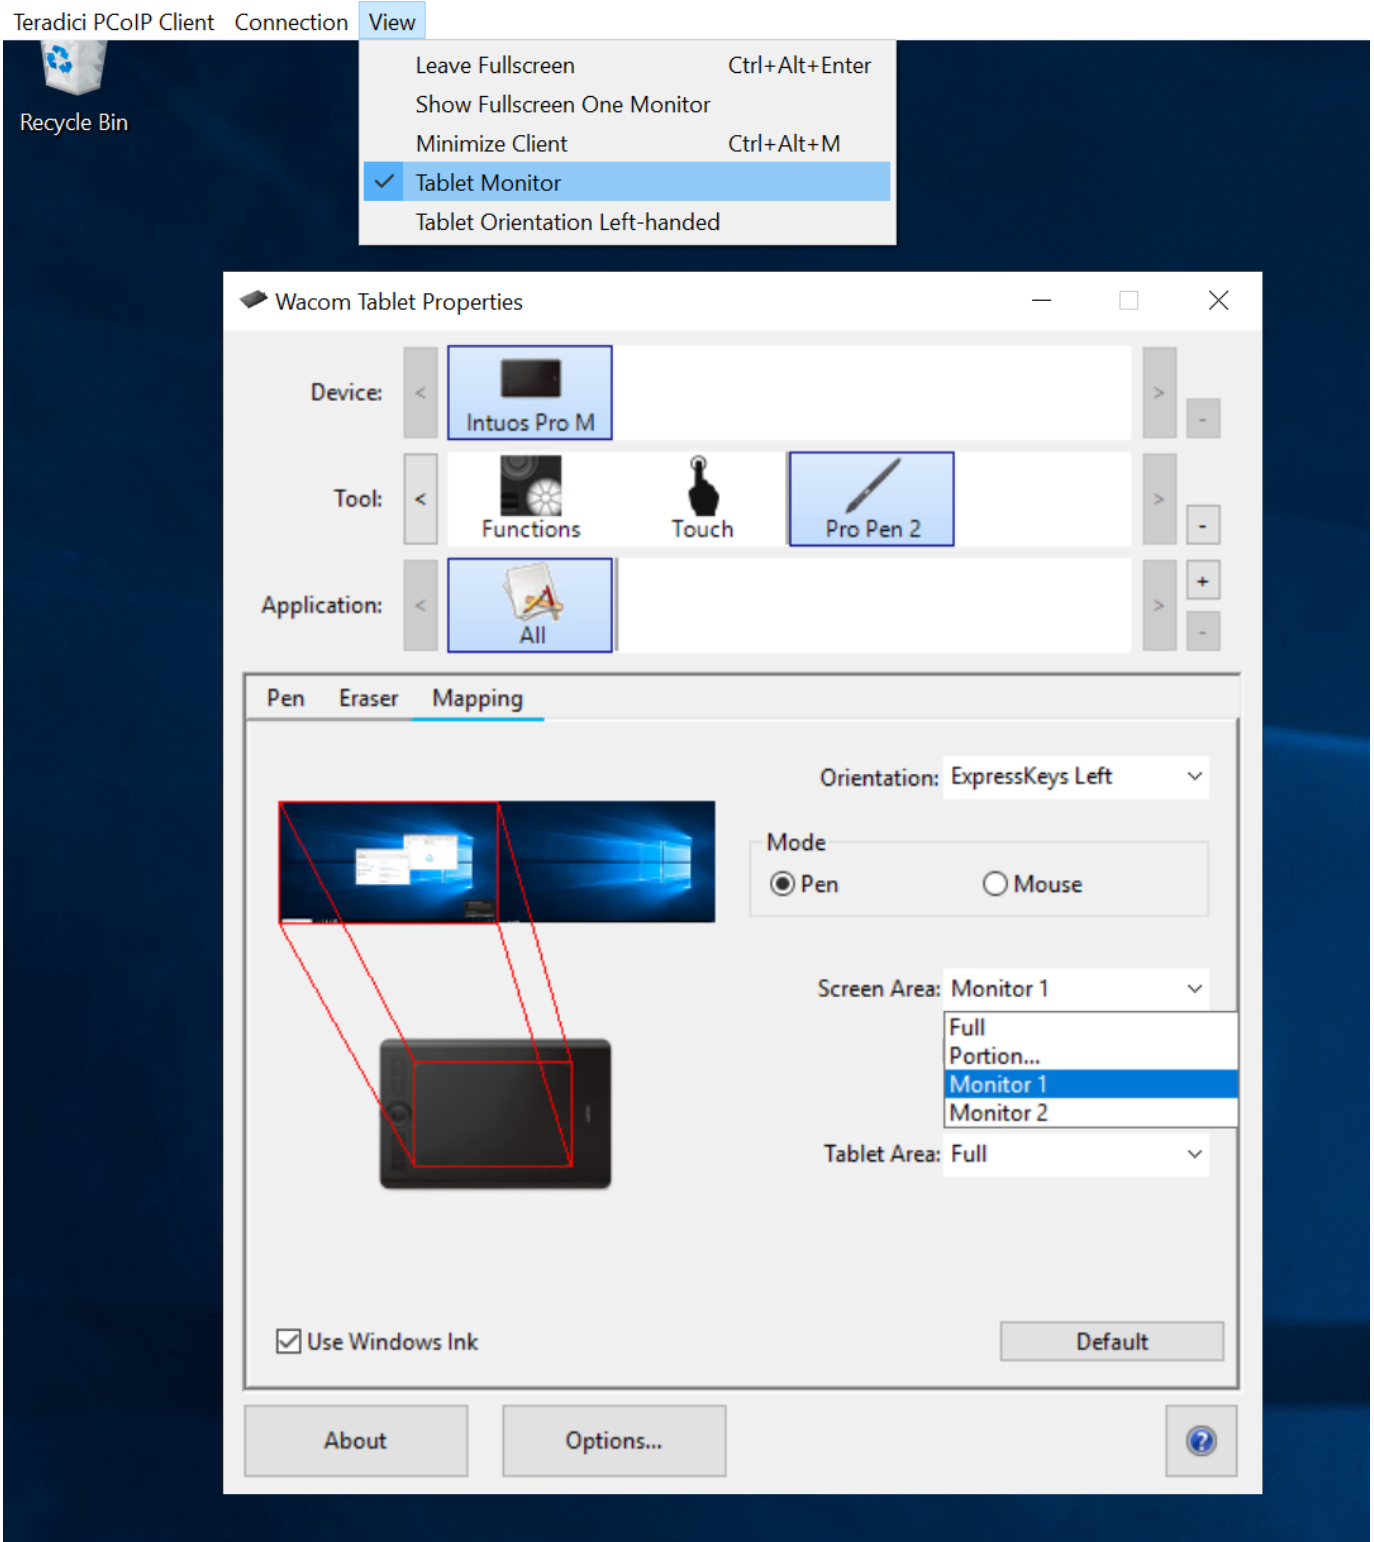 Teradici PCoIP Client Connection View
Leave Fullscreen Ctrl+Alt+Enter
Show Fullscreen One Monitor
Minimize Client Ctrl+Alt+M
Tablet Monitor
Tablet Orientation Left-handed
Recycle Bin
Wacom Tablet Properties
Device: < Intuos Pro M > -
Tool: < Functions Touch Pro Pen 2 > -
Application: < All > + -
Pen Eraser Mapping
Orientation: ExpressKeys Left
Mode
Pen Mouse
Screen Area: Monitor 1
Full
Portion...
Monitor 1
Monitor 2
Tablet Area: Full
Use Windows Ink Default
About Options... ?